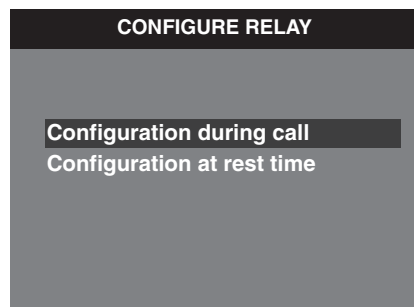 CONFIGURE RELAY
Configuration during call
Configuration at rest time